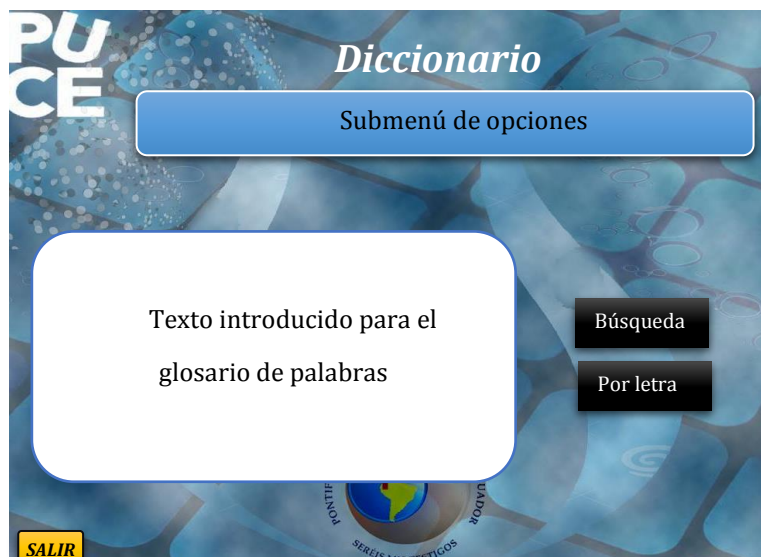 PU
CE
Diccionario
Submenú de opciones
Texto introducido para el
glosario de palabras
Búsqueda
Por letra
SALIR